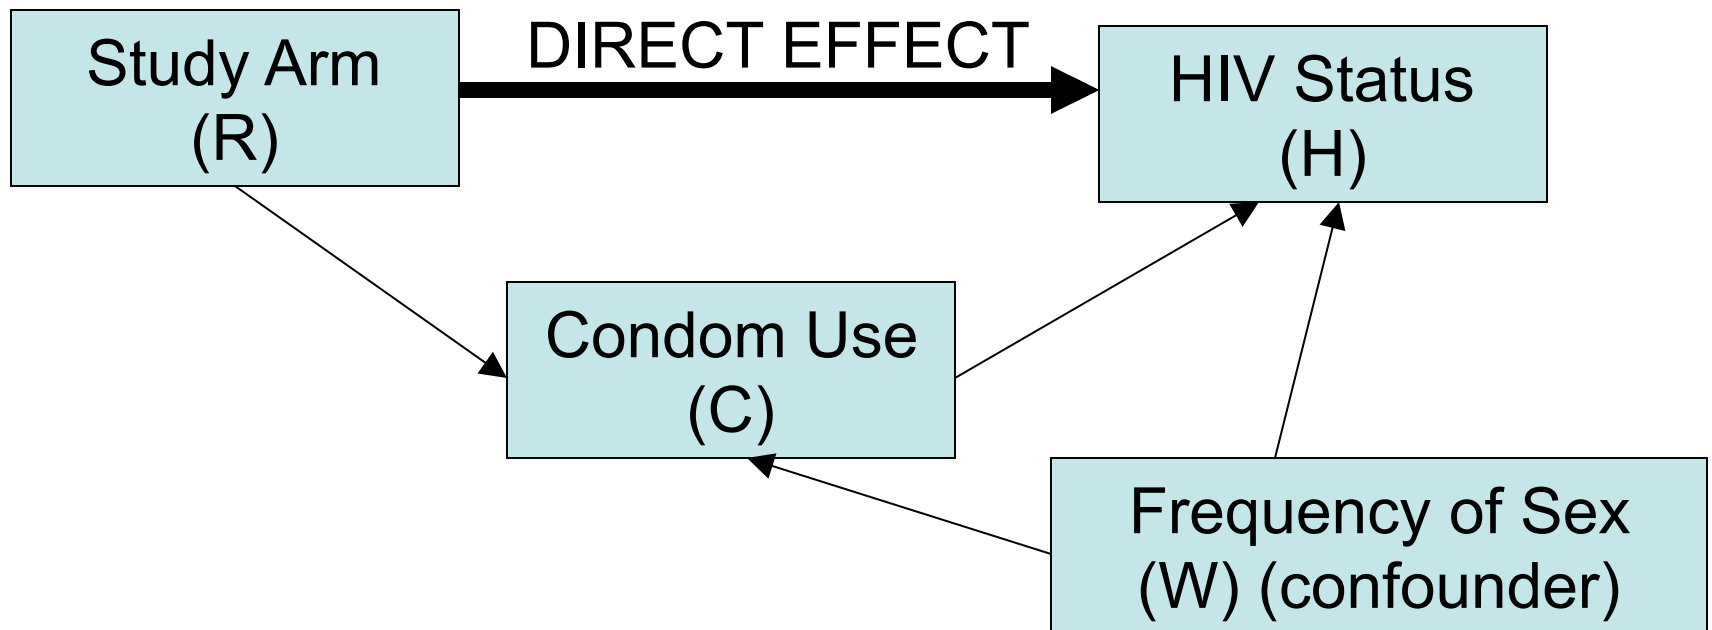 Study Arm
(R)
DIRECT EFFECT
HIV Status
(H)
Condom Use
(C)
Frequency of Sex
(W) (confounder)